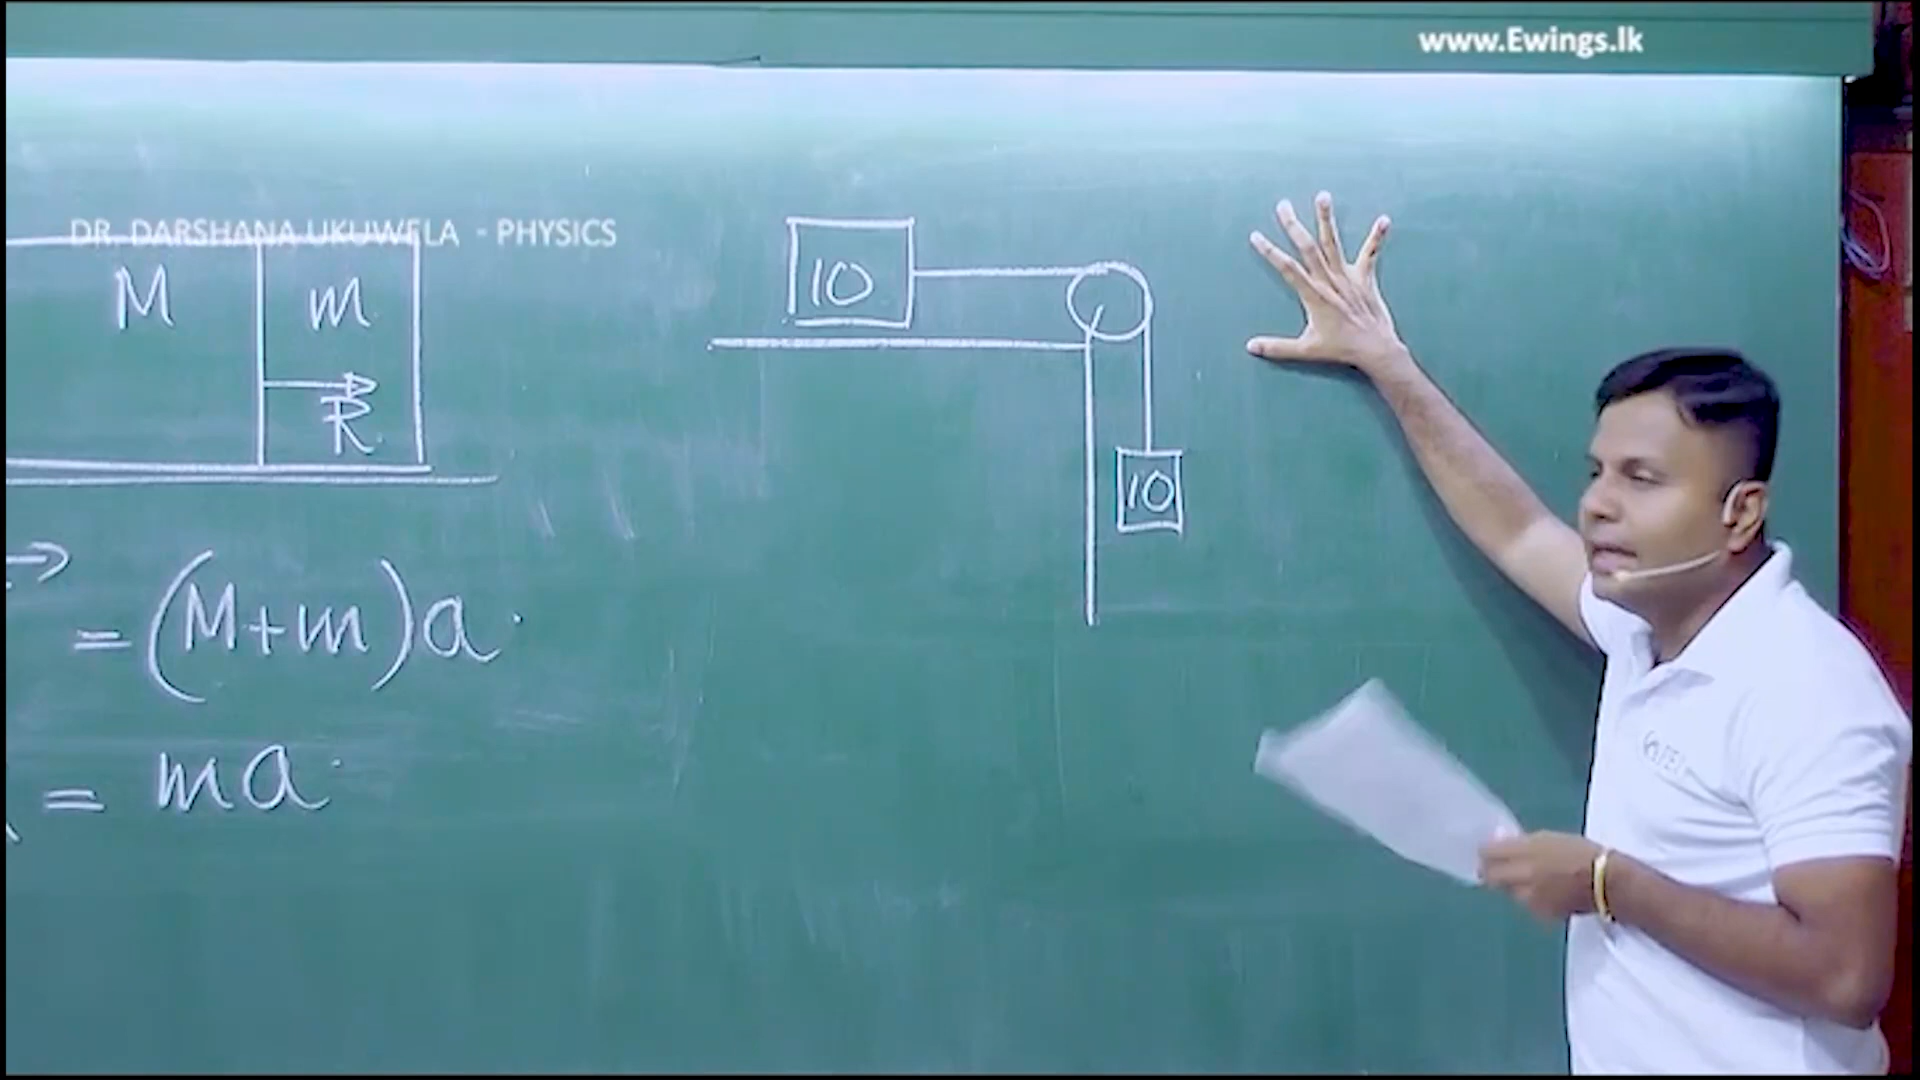 www.Ewings.lk
DR. DARSHANA UKUWELA - PHYSICS
M m
R
10
10
= (M+m)a
= ma